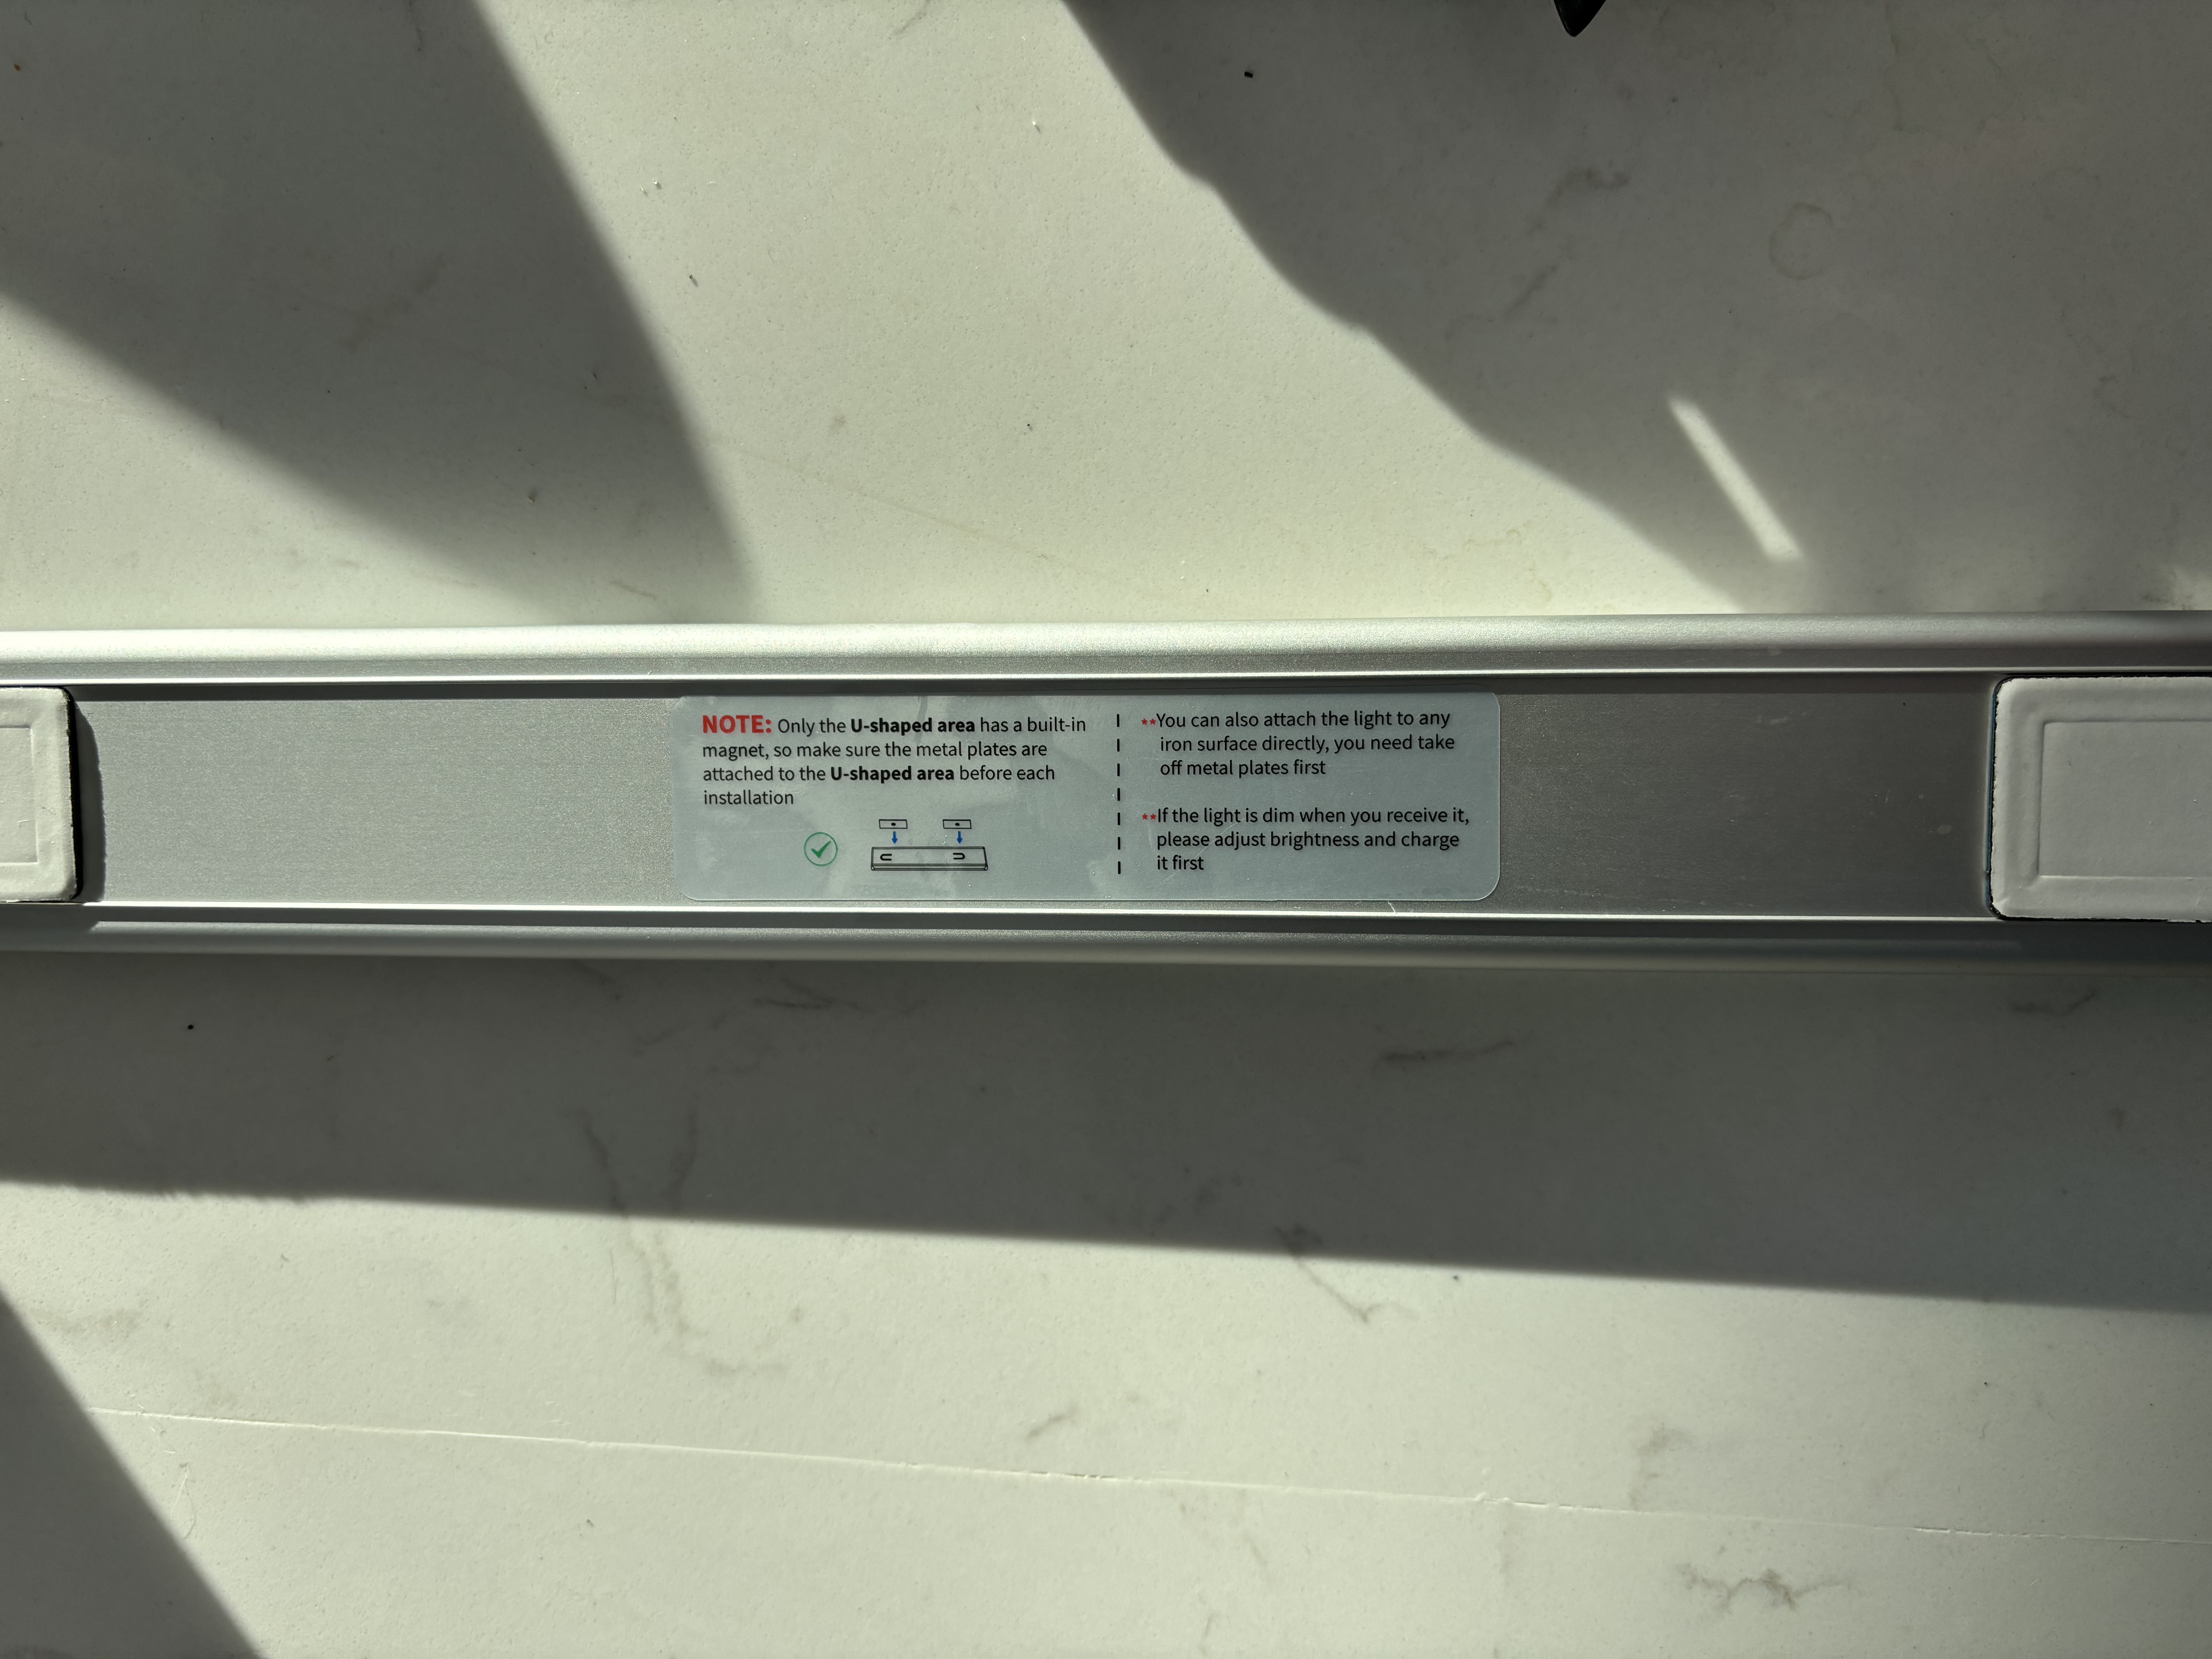 NOTE: Only the U-shaped area has a built-in
magnet, so make sure the metal plates are
attached to the U-shaped area before each
installation
**You can also attach the light to any
iron surface directly, you need take
off metal plates first
**If the light is dim when you receive it,
please adjust brightness and charge
it first